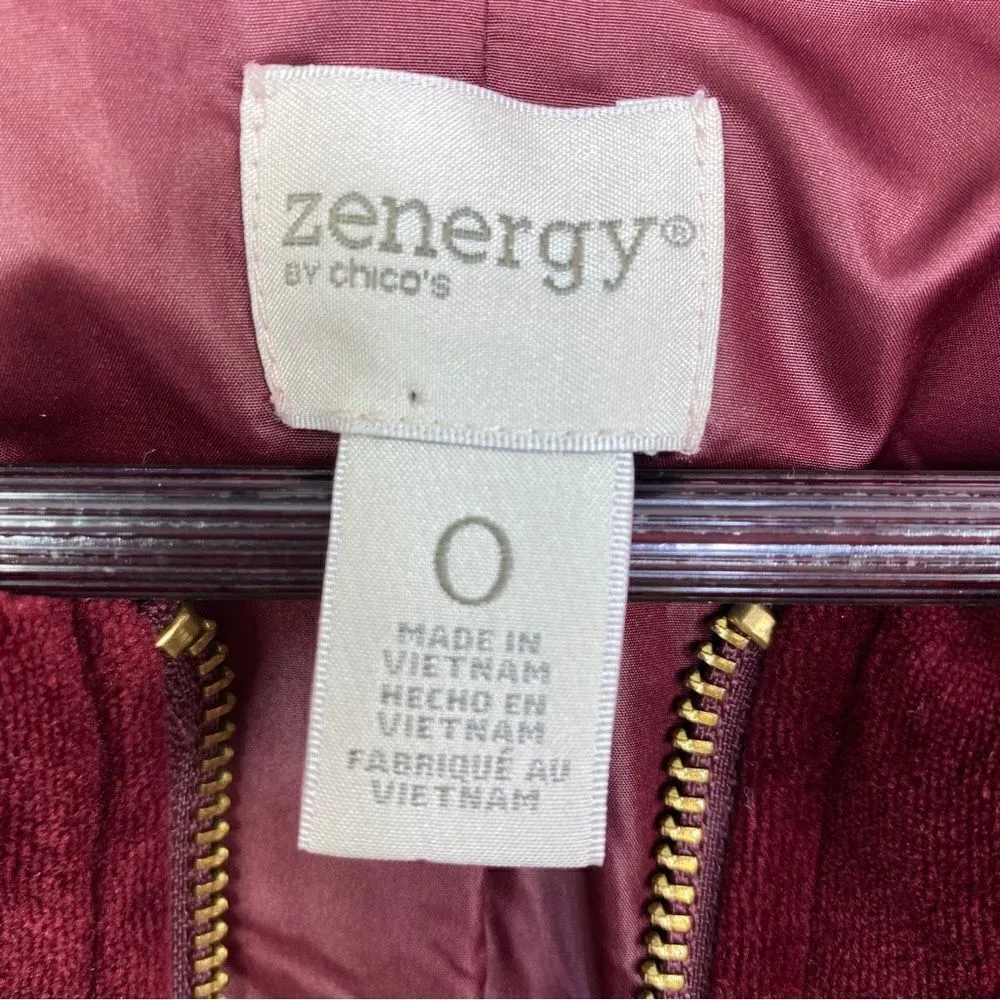 zenergy®
BY chico's
0
MADE IN
VIETNAM
HECHO EN
VIETNAM
FABRIQUÉ AU
VIETNAM